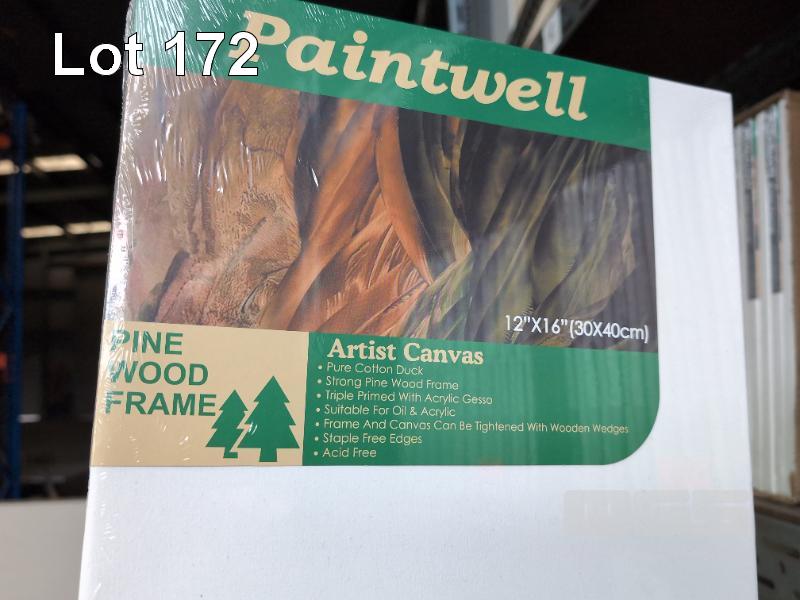 Lot 172
Paintwell
12"X16"(30X40cm)
PINE
WOOD
FRAME
Artist Canvas
• Pure Cotton Duck
• Strong Pine Wood Frame
• Triple Primed With Acrylic Gesso
• Suitable For Oil & Acrylic
• Frame And Canvas Can Be Tightened With Wooden Wedges
• Staple Free Edges
• Acid Free